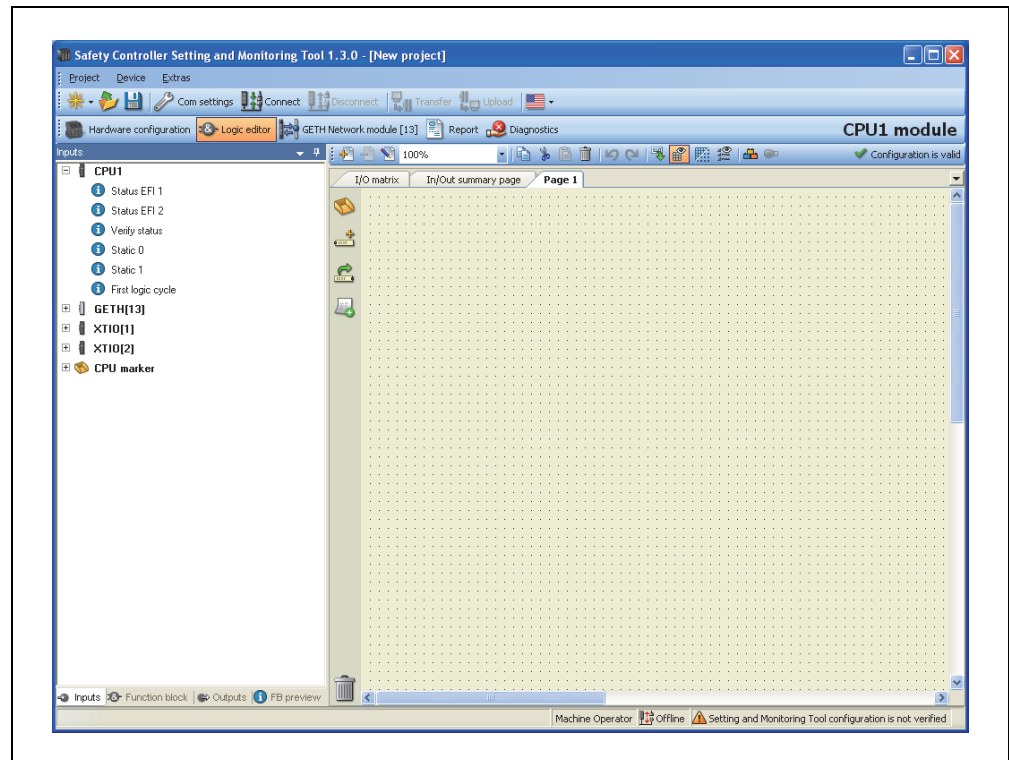 Safety Controller Setting and Monitoring Tool 1.3.0 - [New project]
Project Device Extras
Com settings Connect Disconnect Transfer Upload
Hardware configuration Logic editor GETH Network module [13] Report Diagnostics CPU1 module
Inputs 100% Configuration is valid
CPU1
I/O matrix In/Out summary page Page 1
Status EFI 1
Status EFI 2
Verify status
Static 0
Static 1
First logic cycle
GETH[13]
XTIO[1]
XTIO[2]
CPU marker
Inputs Function block Outputs FB preview
Machine Operator Offline Setting and Monitoring Tool configuration is not verified